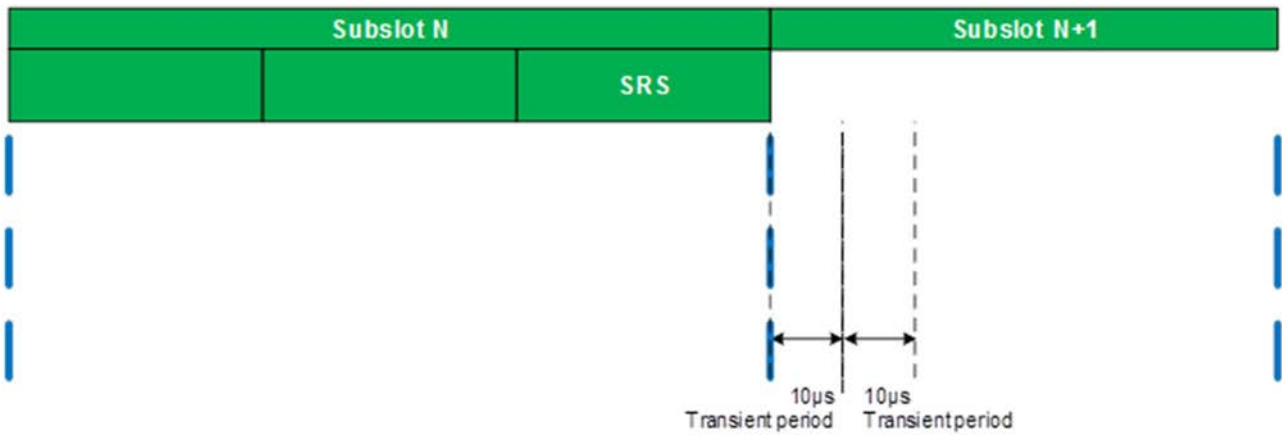 Subslot N
Subslot N+1
SRS
10µs
Transient period
10µs
Transient period